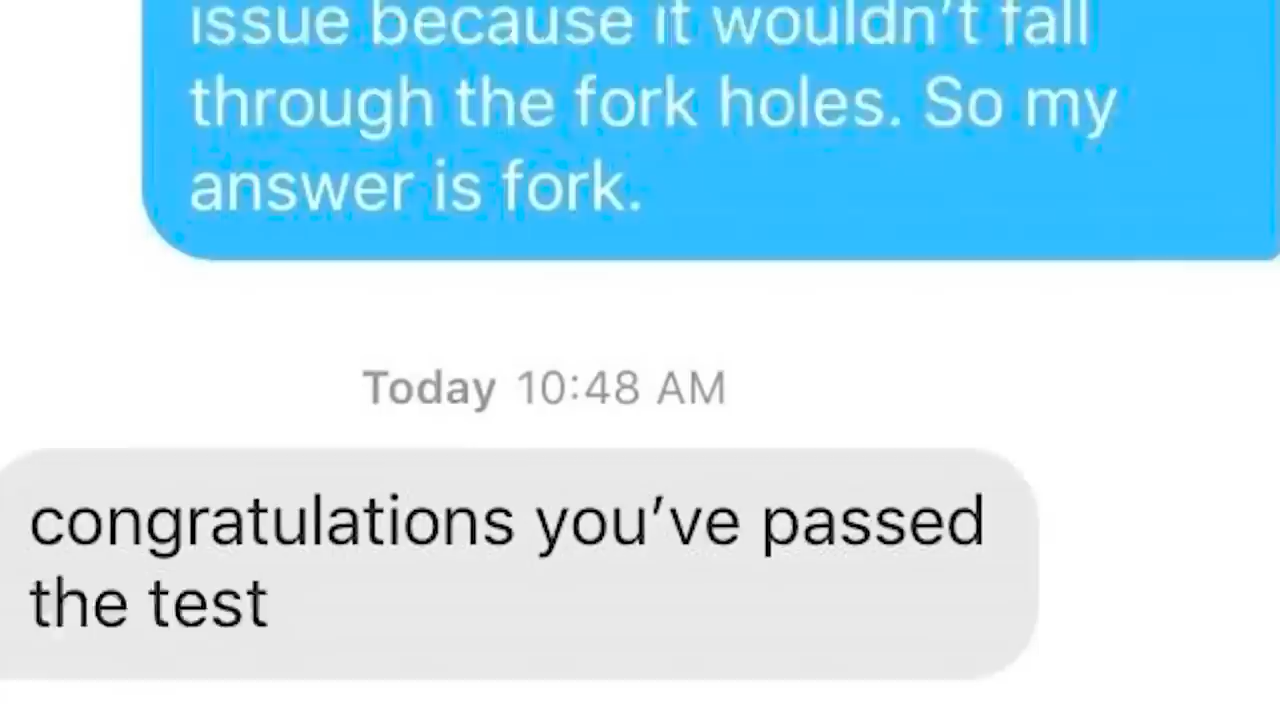 issue because it wouldn't fall
through the fork holes. So my
answer is fork.
Today 10:48 AM
congratulations you've passed
the test